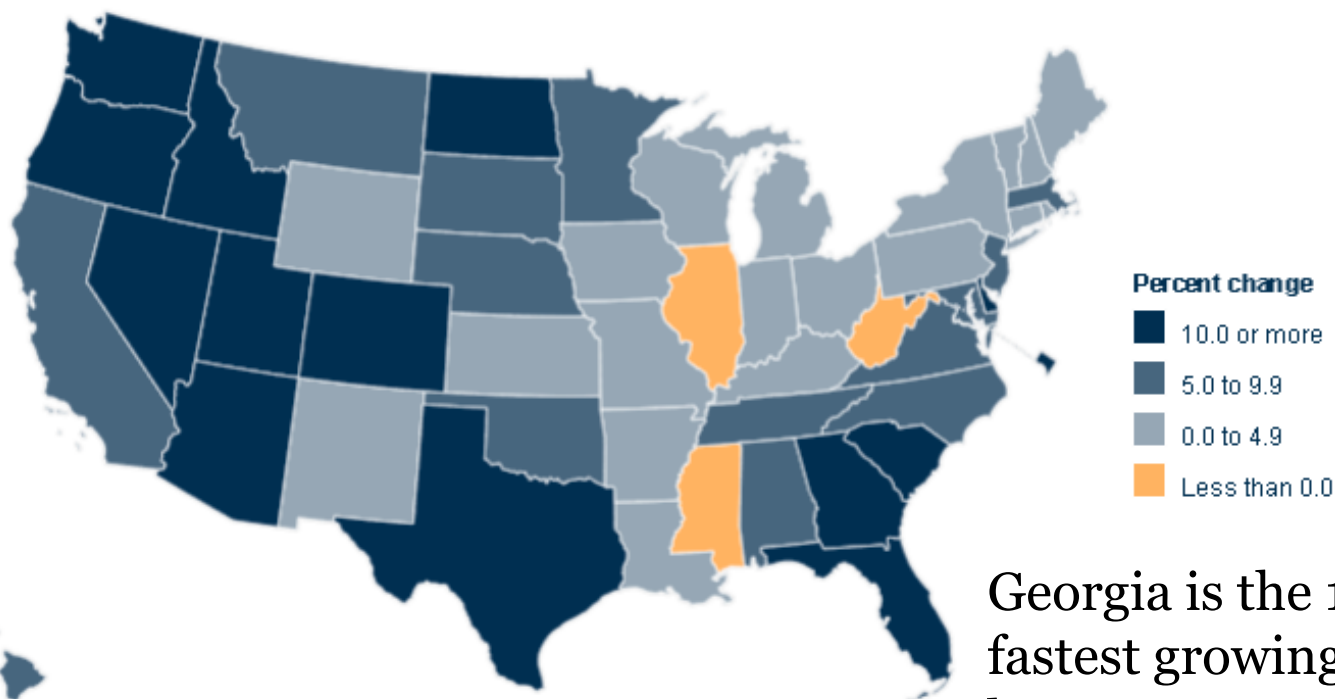 Percent change
10.0 or more
5.0 to 9.9
0.0 to 4.9
Less than 0.0
Georgia is the
fastest growing